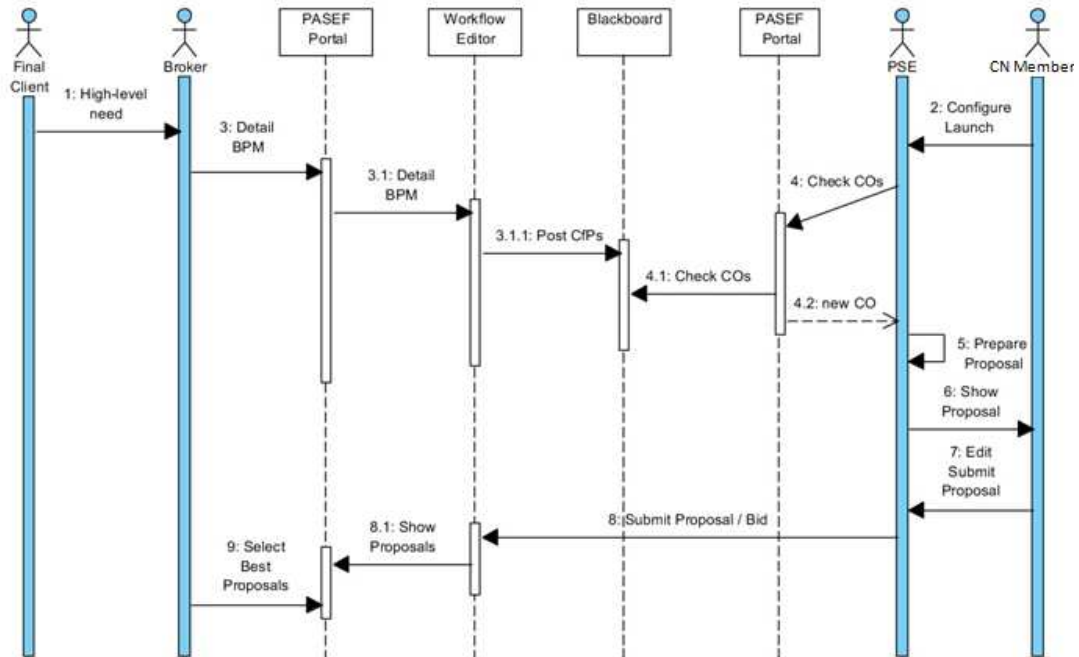 PASEF
Portal
Workflow
Editor
Blackboard
PASEF
Portal
Final
Client
Broker
PSE
CN Member
1: High-level
need
2: Configure
Launch
3: Detail
BPM
3.1: Detail
BPM
4: Check COs
3.1.1: Post CfPs
4.1: Check COs
4.2: new CO
5: Prepare
Proposal
6: Show
Proposal
7: Edit
Submit
Proposal
8: Submit Proposal / Bid
8.1: Show
Proposals
9: Select
Best
Proposals